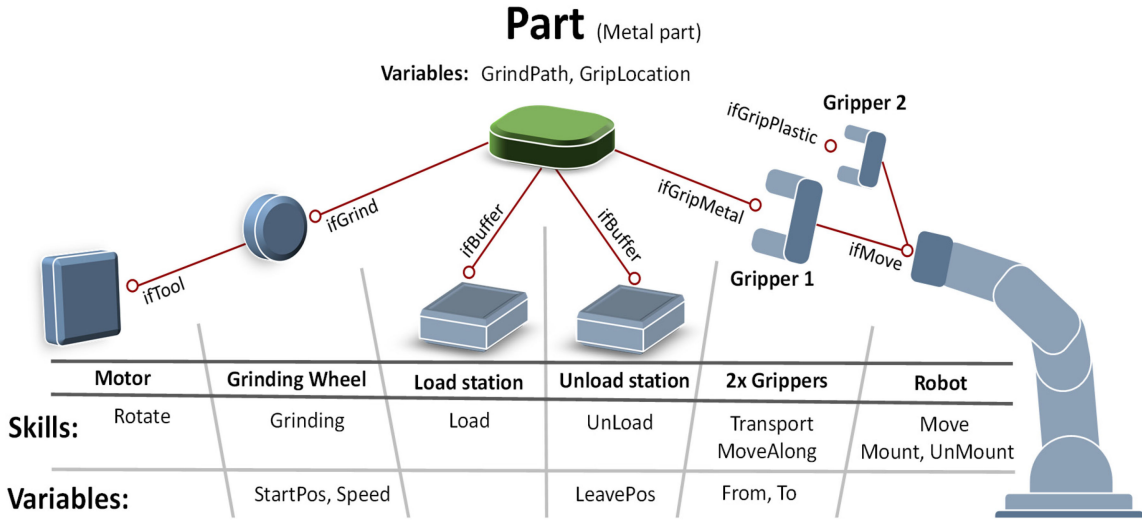 Part (Metal part)
Variables: GrindPath, GripLocation
Gripper 2
ifGripPlastic
ifGripMetal
ifGrind
ifBuffer
ifBuffer
ifMove
Gripper 1
ifTool
Motor Grinding Wheel Load station Unload station 2x Grippers Robot
Skills: Rotate Grinding Load UnLoad Transport Move
MoveAlong Mount, UnMount
Variables: StartPos, Speed LeavePos From, To